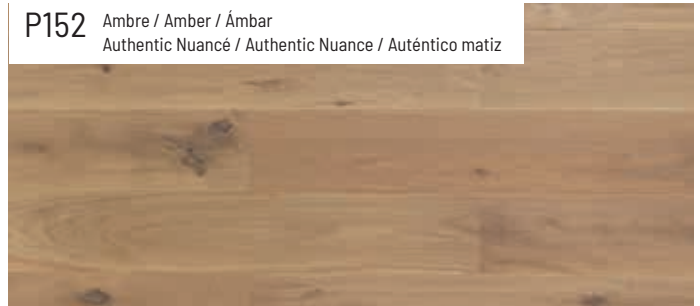 P152
Ambre / Amber / Ámbar
Authentic Nuancé / Authentic Nuance / Auténtico matiz